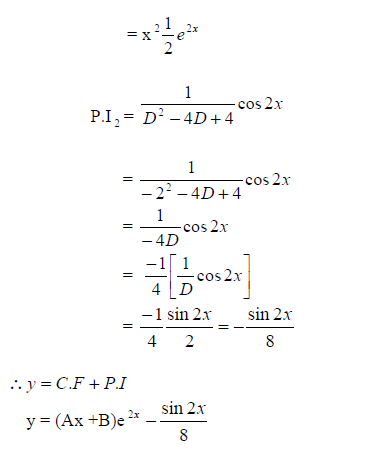 = x² 1/2 e^{2x}
P.I₂ = 1/(D² – 4D + 4) cos 2x
= 1/(– 2² – 4D + 4) cos 2x
= 1/(– 4D) cos 2x
= –1/4 [1/D cos 2x]
= –1/4 sin 2x/2 = – sin 2x/8
∴ y = C.F + P.I
y = (Ax +B)e^{2x} – sin 2x/8